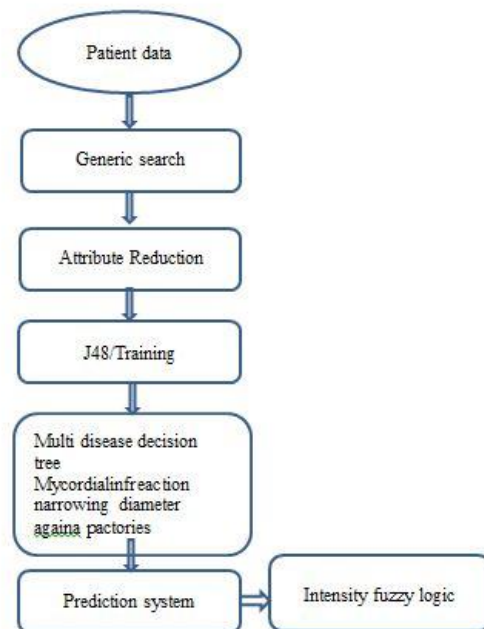 Patient data
Generic search
Attribute Reduction
J48/Training
Multi disease decision
tree
Mycordialinfreaction
narrowing diameter
againa pactories
Prediction system
Intensity fuzzy logic